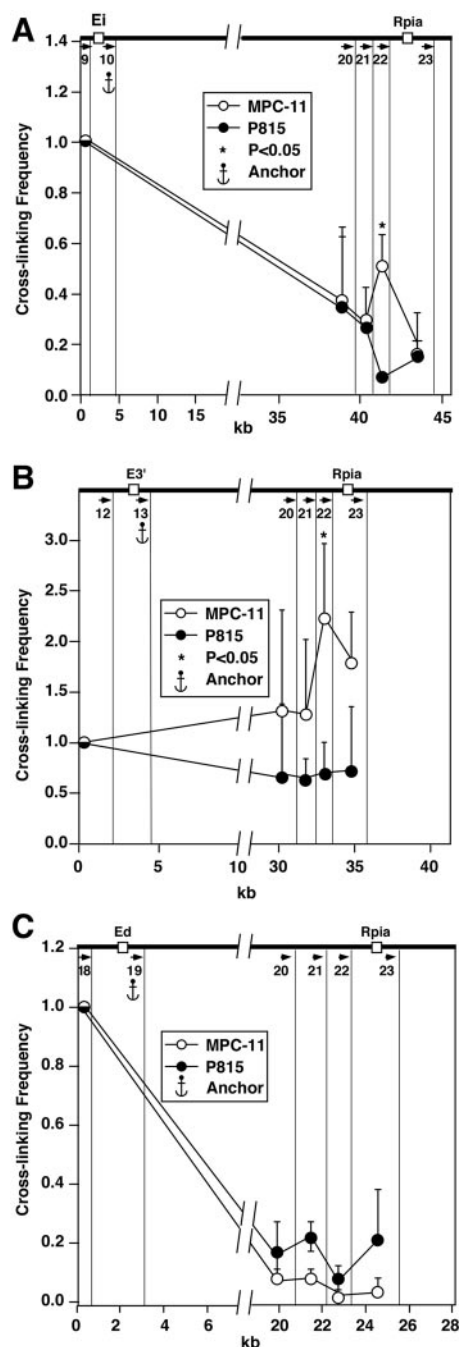 A
Ei Rpia
9 10 20 21 22 23
1.4
1.2
1.0
0.8
0.6
0.4
0.2
0.0
Cross-linking Frequency
MPC-11
P815
* P<0.05
Anchor
*
0 5 10 15 35 40 45
kb
B
E3' Rpia
12 13 20 21 22 23
3.0
2.5
2.0
1.5
1.0
0.5
0.0
Cross-linking Frequency
MPC-11
P815
* P<0.05
Anchor
*
0 5 10 30 35 40
kb
C
Ed Rpia
18 19 20 21 22 23
1.2
1.0
0.8
0.6
0.4
0.2
0.0
Cross-linking Frequency
MPC-11
P815
Anchor
0 2 4 6 20 22 24 26 28
kb